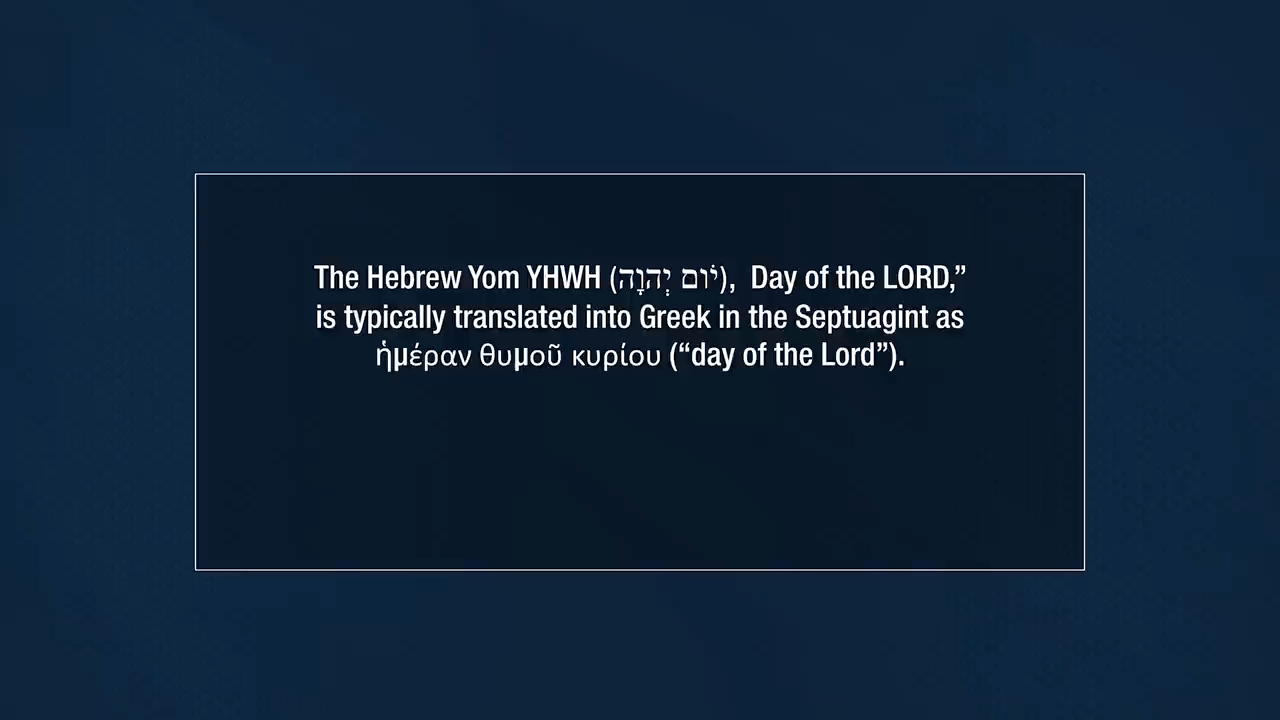 The Hebrew Yom YHWH (יֹום יְהוָה),  Day of the LORD,”
is typically translated into Greek in the Septuagint as
ἡμέραν θυμοῦ κυρίου (“day of the Lord”).